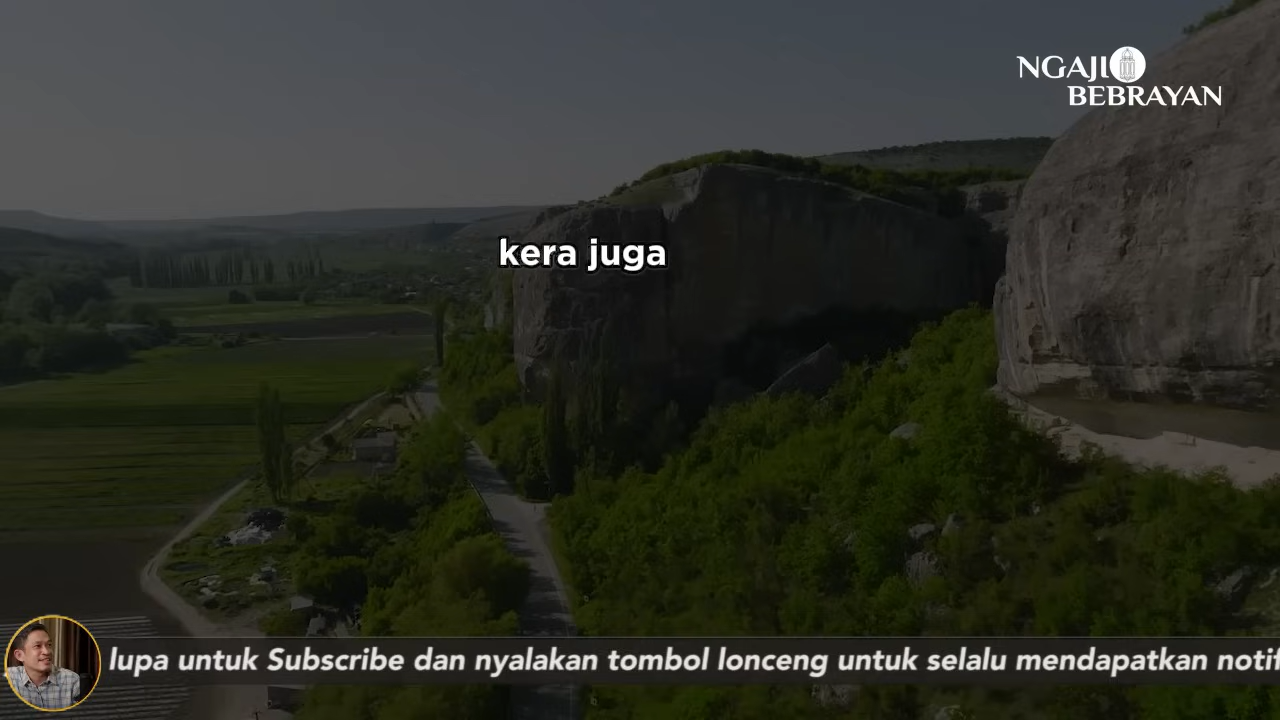 NGAJI
BEBRAYAN
kera juga
lupa untuk Subscribe dan nyalakan tombol lonceng untuk selalu mendapatkan notif